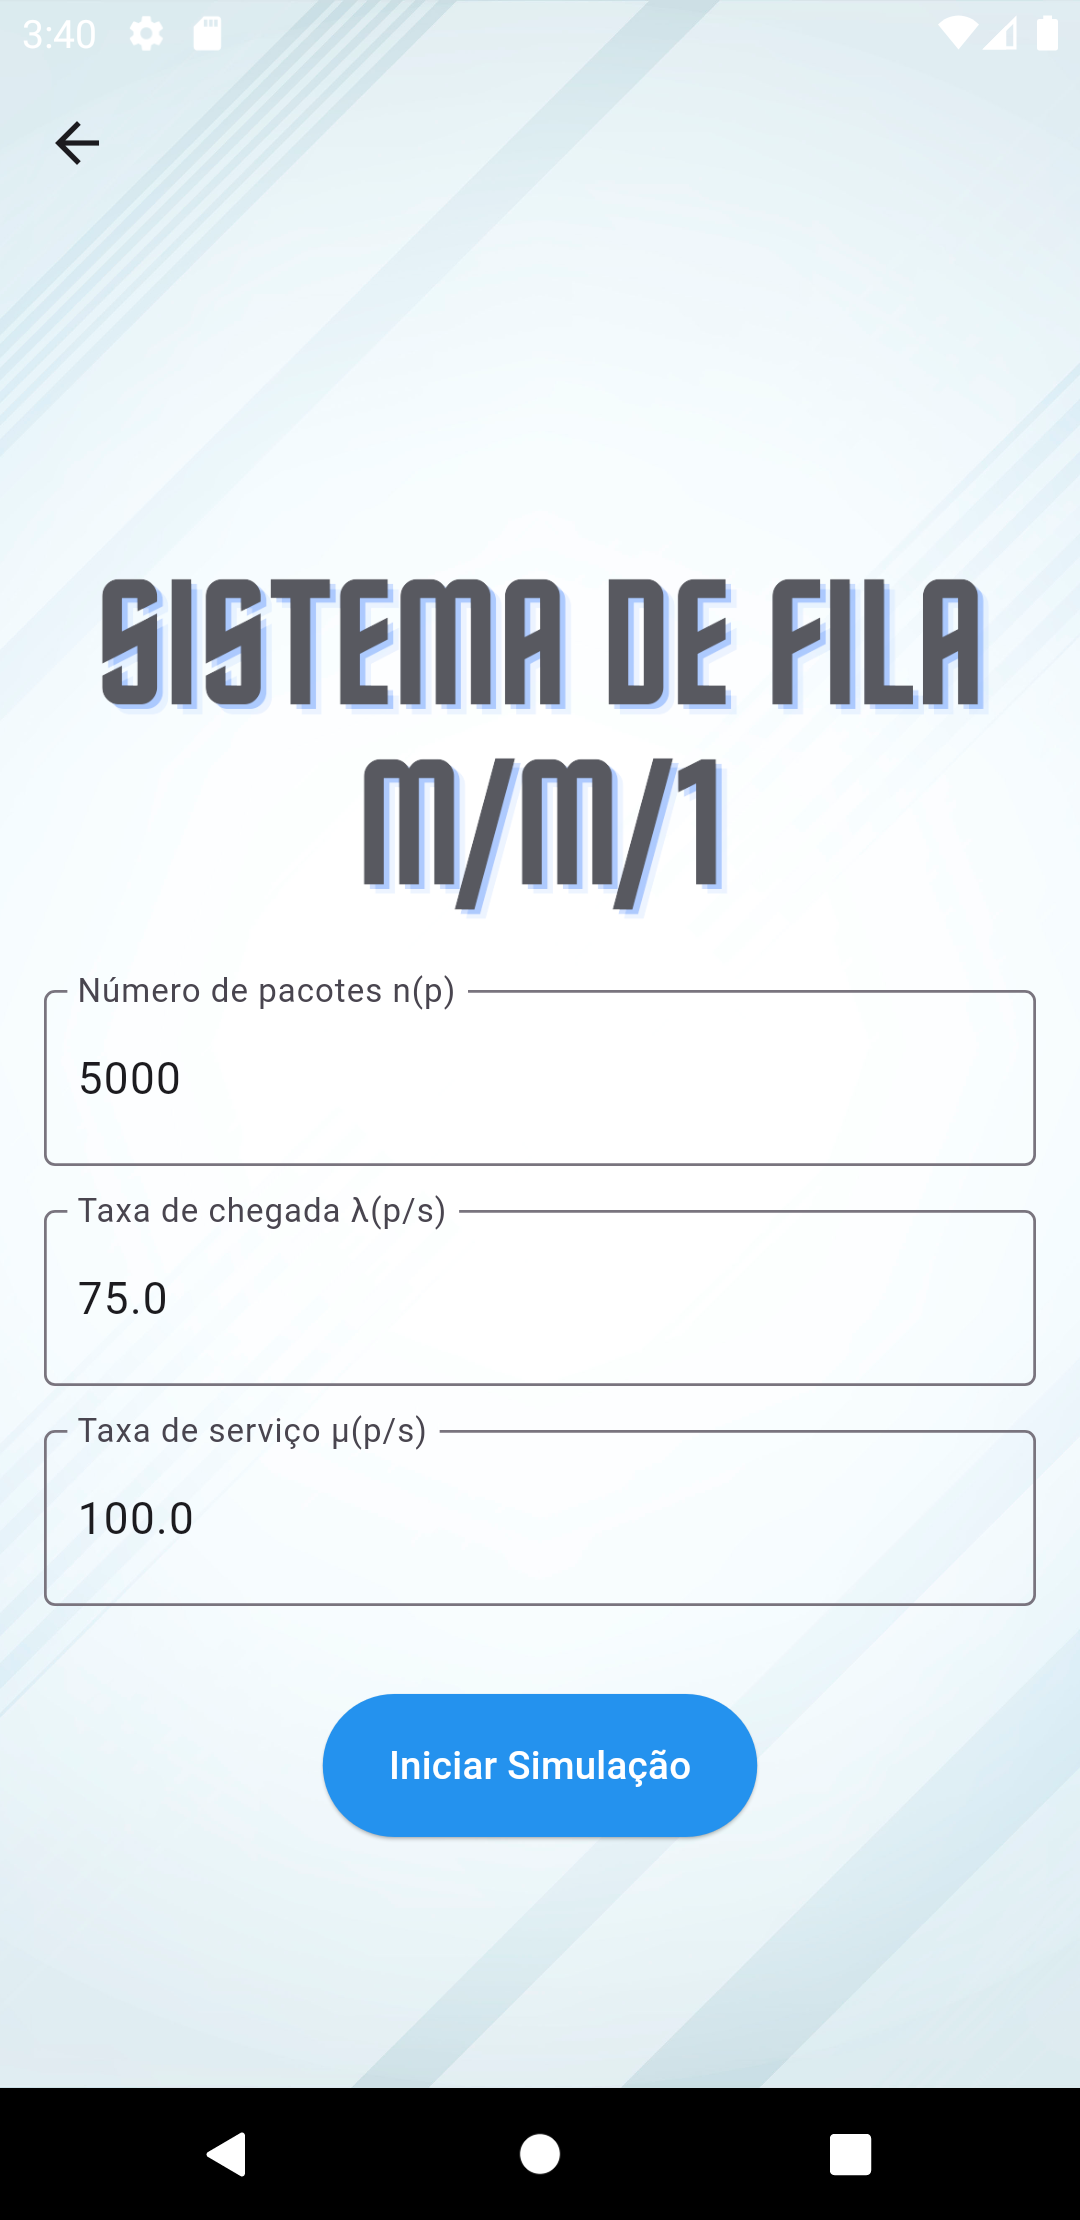 3:40
SISTEMA DE FILA
M/M/1
Número de pacotes n(p)
5000
Taxa de chegada λ(p/s)
75.0
Taxa de serviço μ(p/s)
100.0
Iniciar Simulação